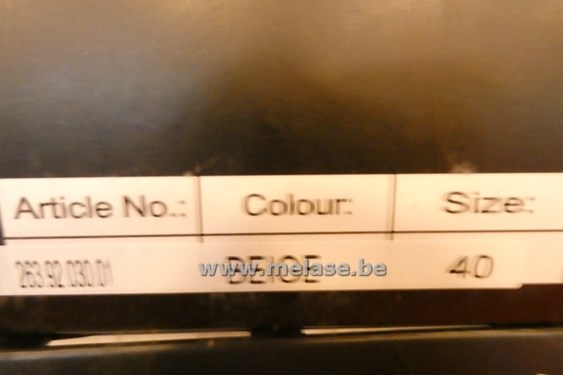 Article No.: Colour: Size:
263 92 030 01 BEIGE 40
www.melase.be